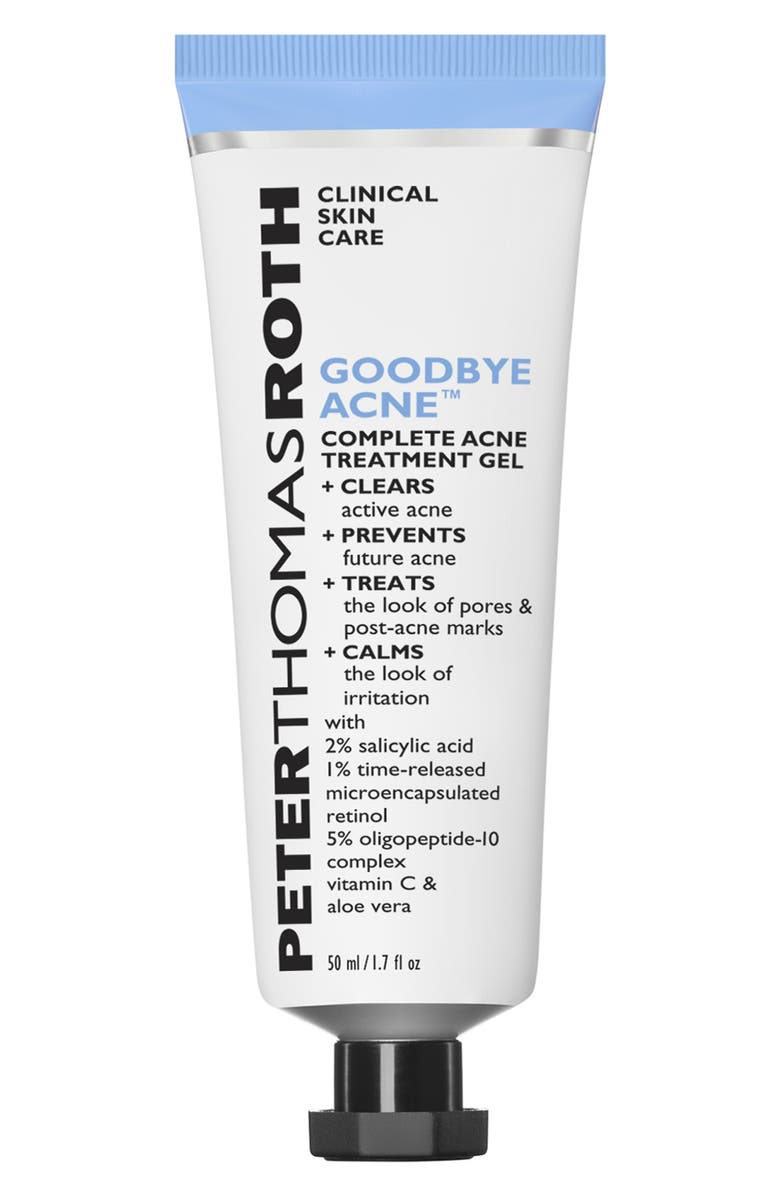 PETERTHOMASROTH
CLINICAL
SKIN
CARE
GOODBYE
ACNE™
COMPLETE ACNE
TREATMENT GEL
+ CLEARS
active acne
+ PREVENTS
future acne
+ TREATS
the look of pores &
post-acne marks
+ CALMS
the look of
irritation
with
2% salicylic acid
1% time-released
microencapsulated
retinol
5% oligopeptide-10
complex
vitamin C &
aloe vera
50 ml / 1.7 fl oz